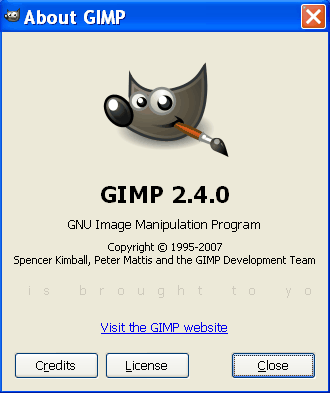 About GIMP
GIMP 2.4.0
GNU Image Manipulation Program
Copyright © 1995-2007
Spencer Kimball, Peter Mattis and the GIMP Development Team
is brought to yo
Visit the GIMP website
Credits
License
Close